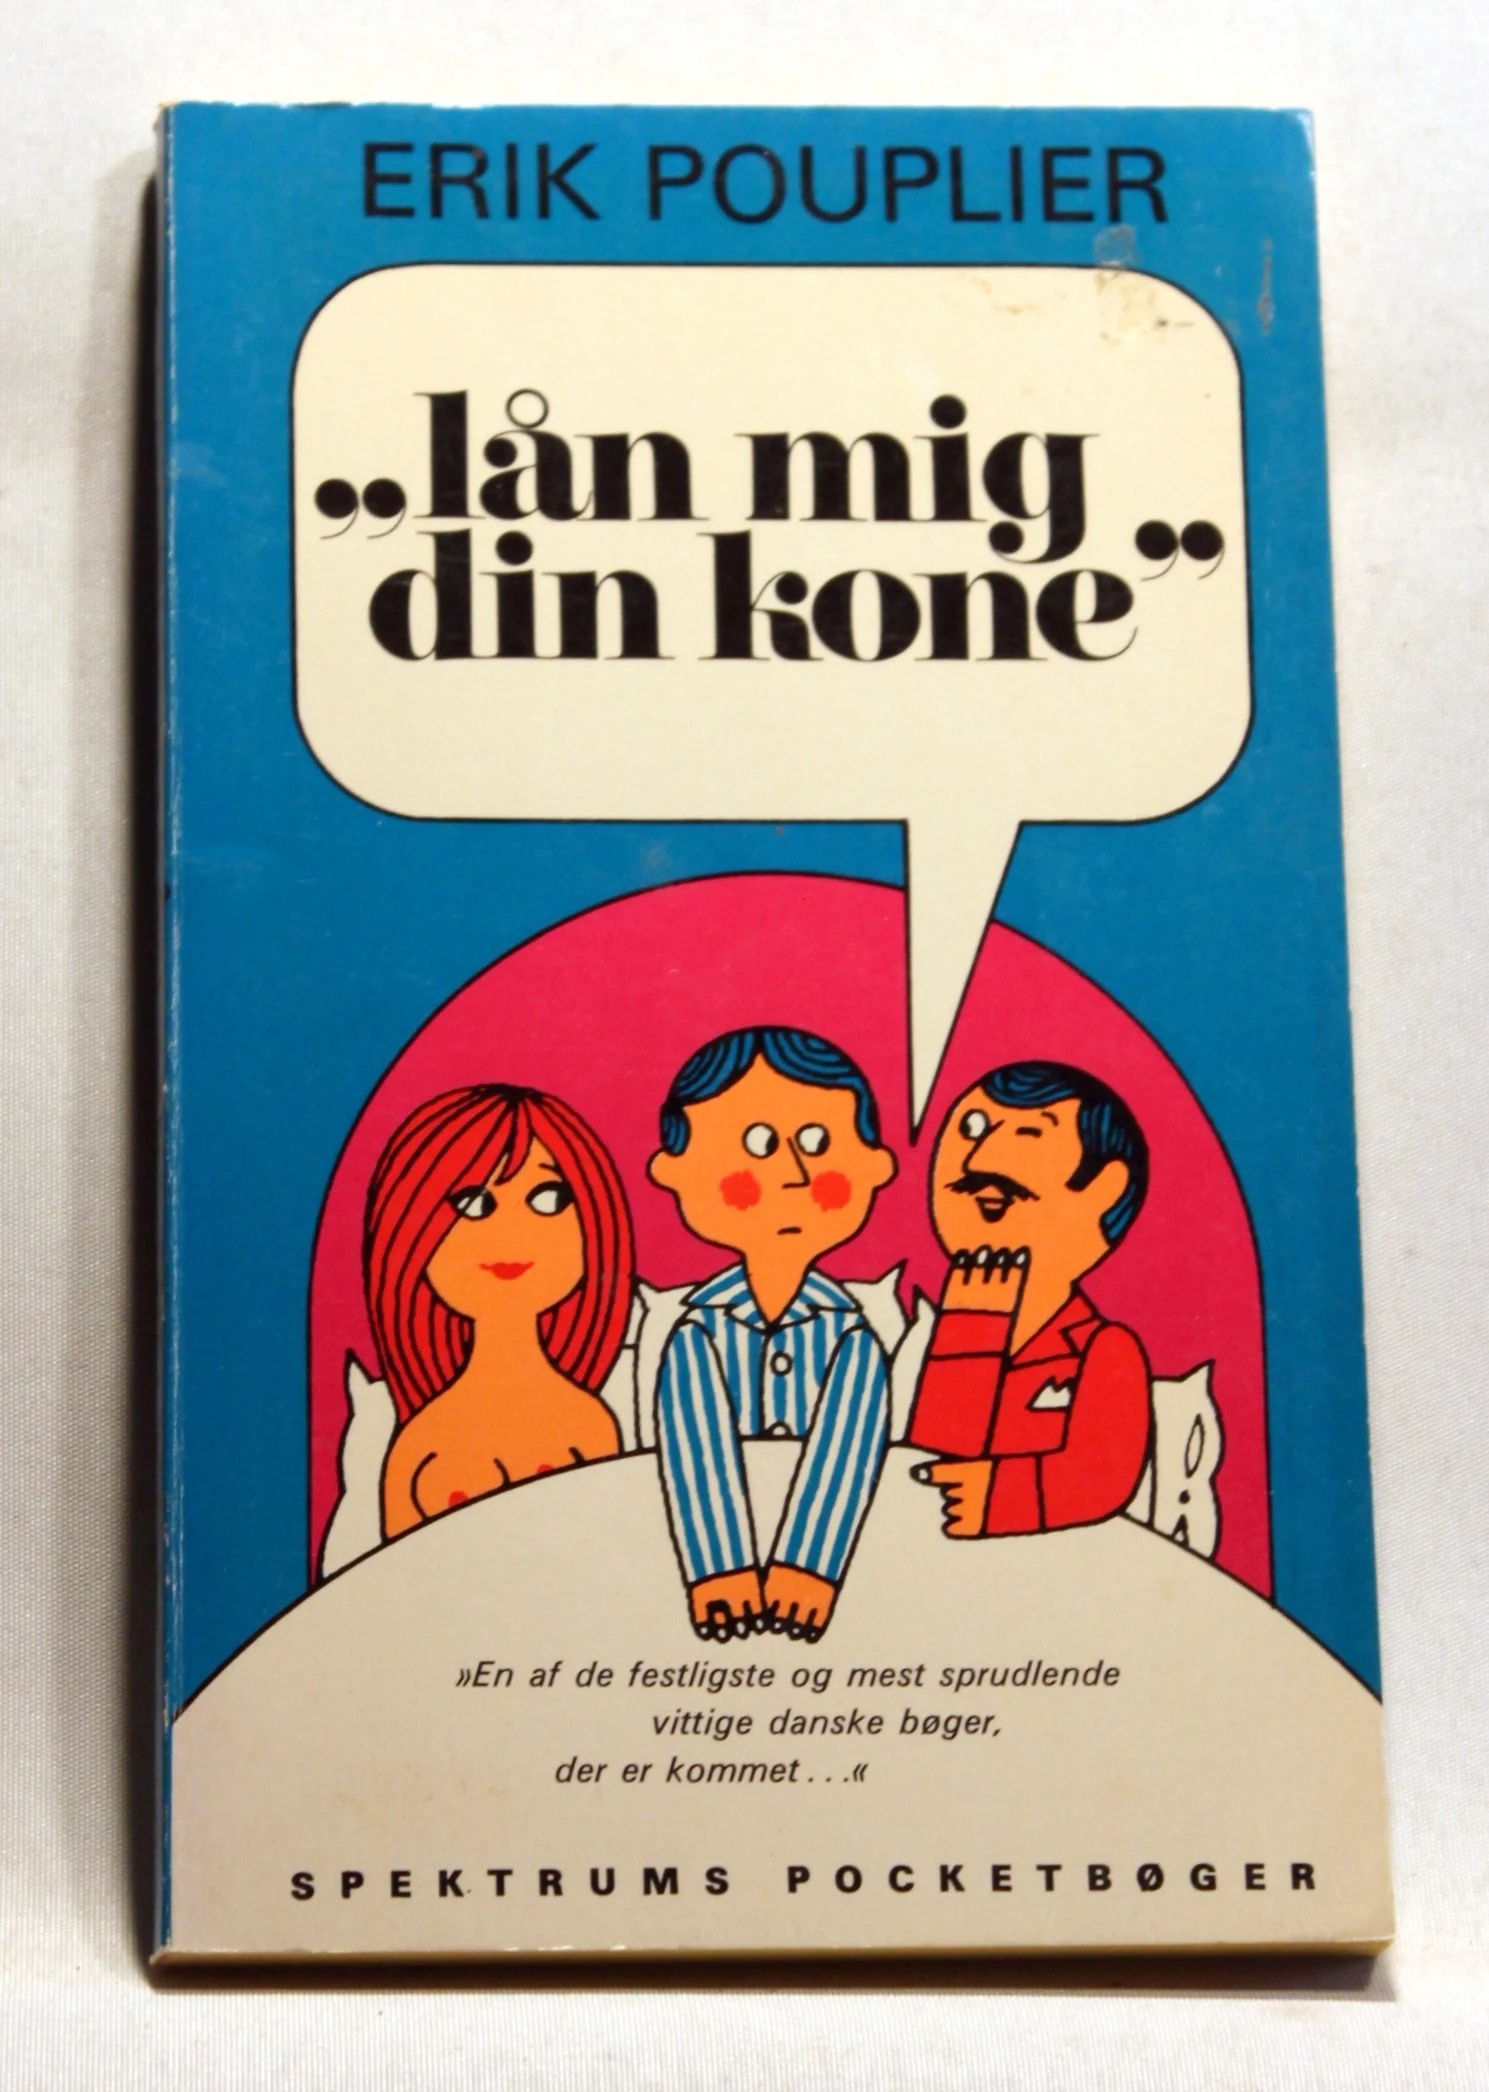 ERIK POUPLIER
„lån mig
din kone”
»En af de festligste og mest sprudlende
vittige danske bøger,
der er kommet...«
SPEKTRUMS POCKETBØGER